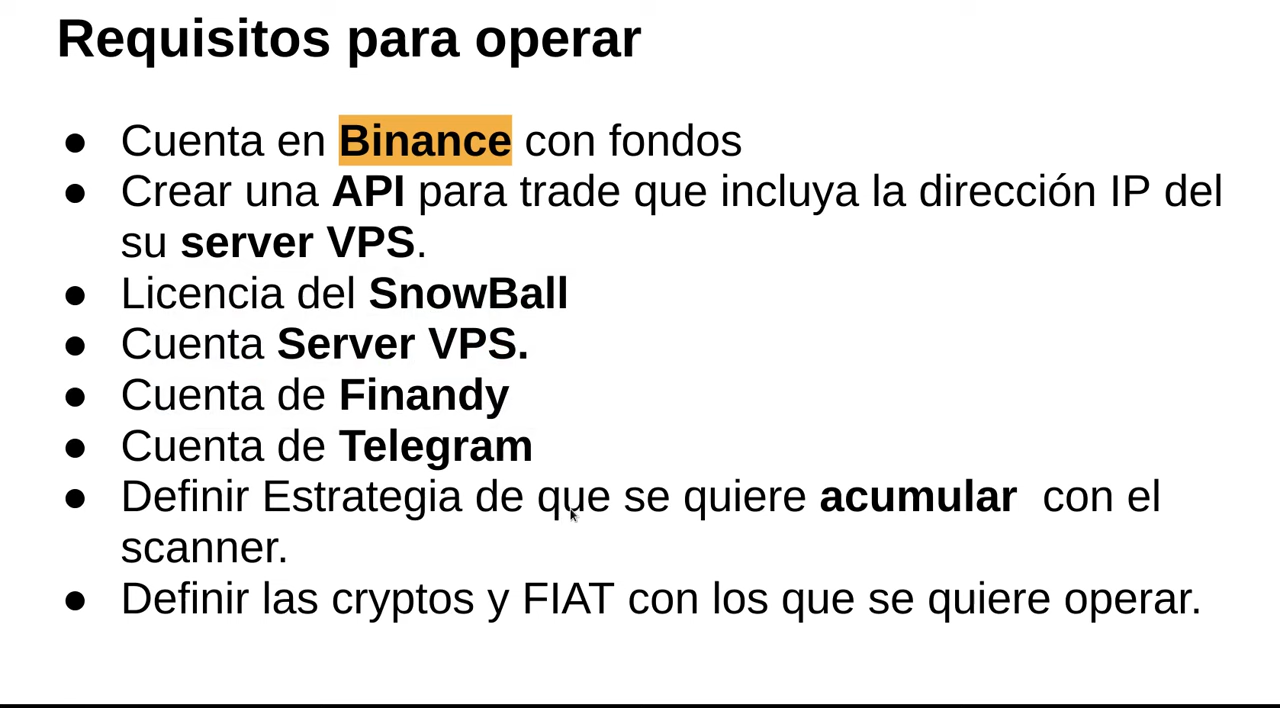 Requisitos para operar
● Cuenta en Binance con fondos
● Crear una API para trade que incluya la dirección IP del
su server VPS.
● Licencia del SnowBall
● Cuenta Server VPS.
● Cuenta de Finandy
● Cuenta de Telegram
● Definir Estrategia de que se quiere acumular  con el
scanner.
● Definir las cryptos y FIAT con los que se quiere operar.